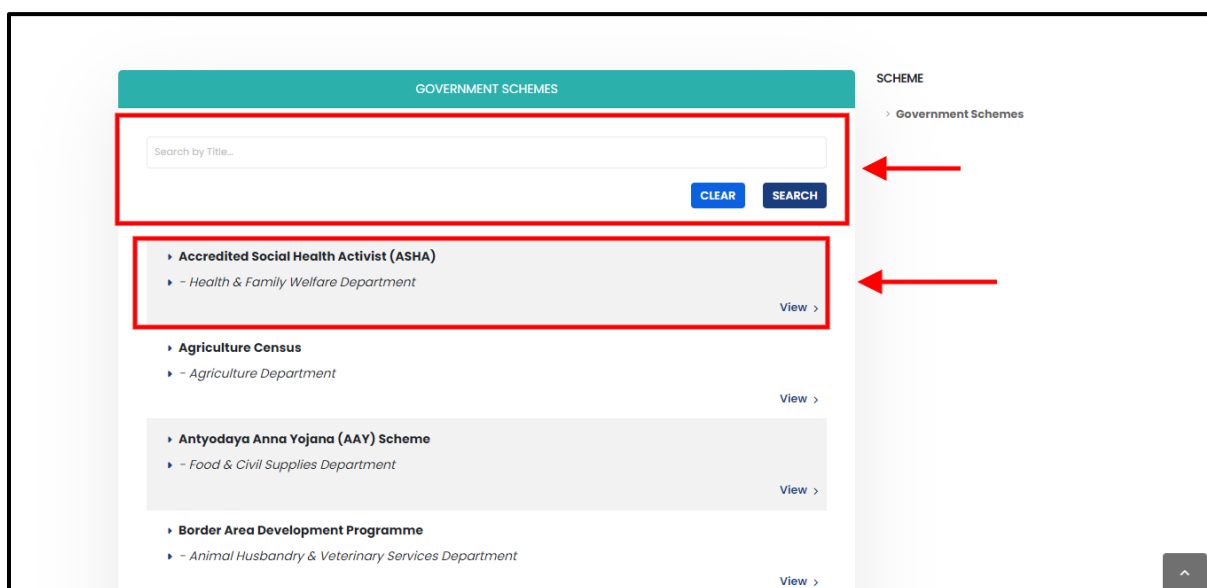 GOVERNMENT SCHEMES
Search by Title...
CLEAR SEARCH
Accredited Social Health Activist (ASHA)
- Health & Family Welfare Department
View >
Agriculture Census
- Agriculture Department
View >
Antyodaya Anna Yojana (AAY) Scheme
- Food & Civil Supplies Department
View >
Border Area Development Programme
- Animal Husbandry & Veterinary Services Department
View >
SCHEME
> Government Schemes